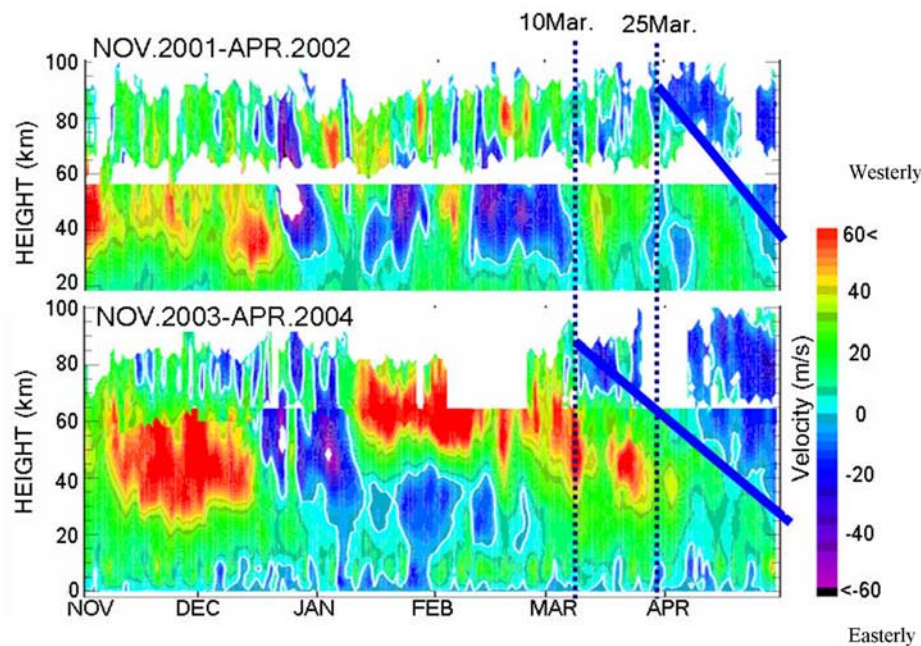 10Mar.
25Mar.
NOV.2001-APR.2002
100
80
60
40
20
HEIGHT (km)
NOV.2003-APR.2004
100
80
60
40
20
0
HEIGHT (km)
NOV DEC JAN FEB MAR APR
Westerly
60<
40
20
0
-20
-40
<-60
Velocity (m/s)
Easterly